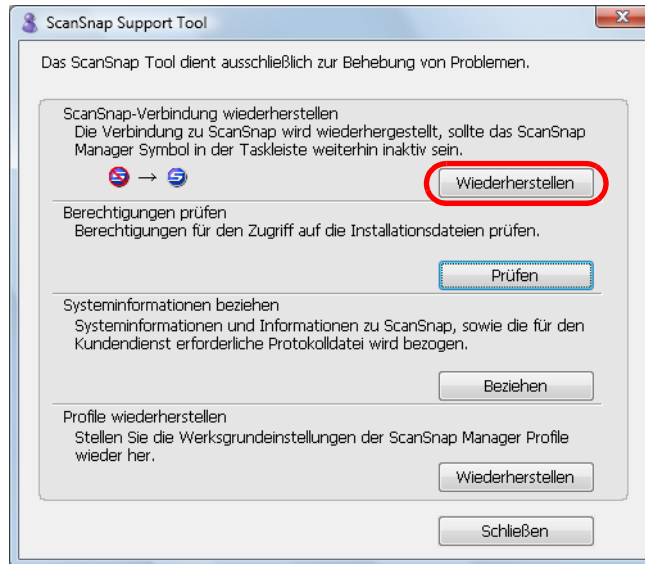 ScanSnap Support Tool
Das ScanSnap Tool dient ausschließlich zur Behebung von Problemen.
ScanSnap-Verbindung wiederherstellen
Die Verbindung zu ScanSnap wird wiederhergestellt, sollte das ScanSnap
Manager Symbol in der Taskleiste weiterhin inaktiv sein.
→
Wiederherstellen
Berechtigungen prüfen
Berechtigungen für den Zugriff auf die Installationsdateien prüfen.
Prüfen
Systeminformationen beziehen
Systeminformationen und Informationen zu ScanSnap, sowie die für den
Kundendienst erforderliche Protokolldatei wird bezogen.
Beziehen
Profile wiederherstellen
Stellen Sie die Werksgrundeinstellungen der ScanSnap Manager Profile
wieder her.
Wiederherstellen
Schließen